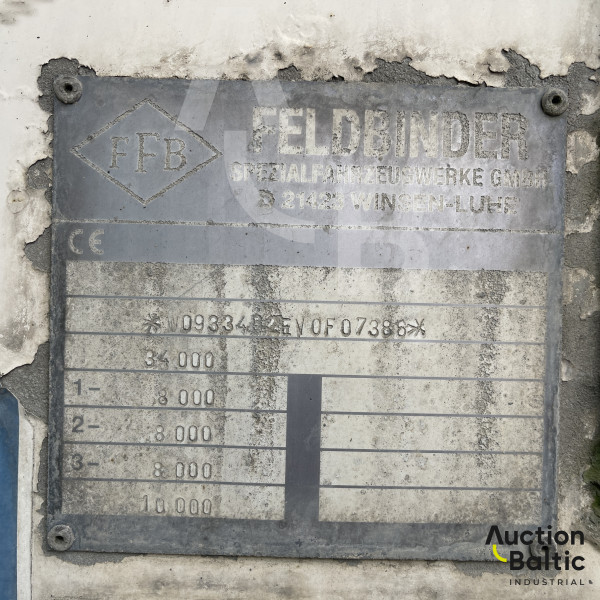 FFB
FELDBINDER
SPEZIALFAHRZEUGWERKE GMBH
D 21423 WINSEN-LUHE
CE
34 000
1- 8 000
2- 8 000
3- 8 000
10 000
Auction
Baltic
INDUSTRIAL